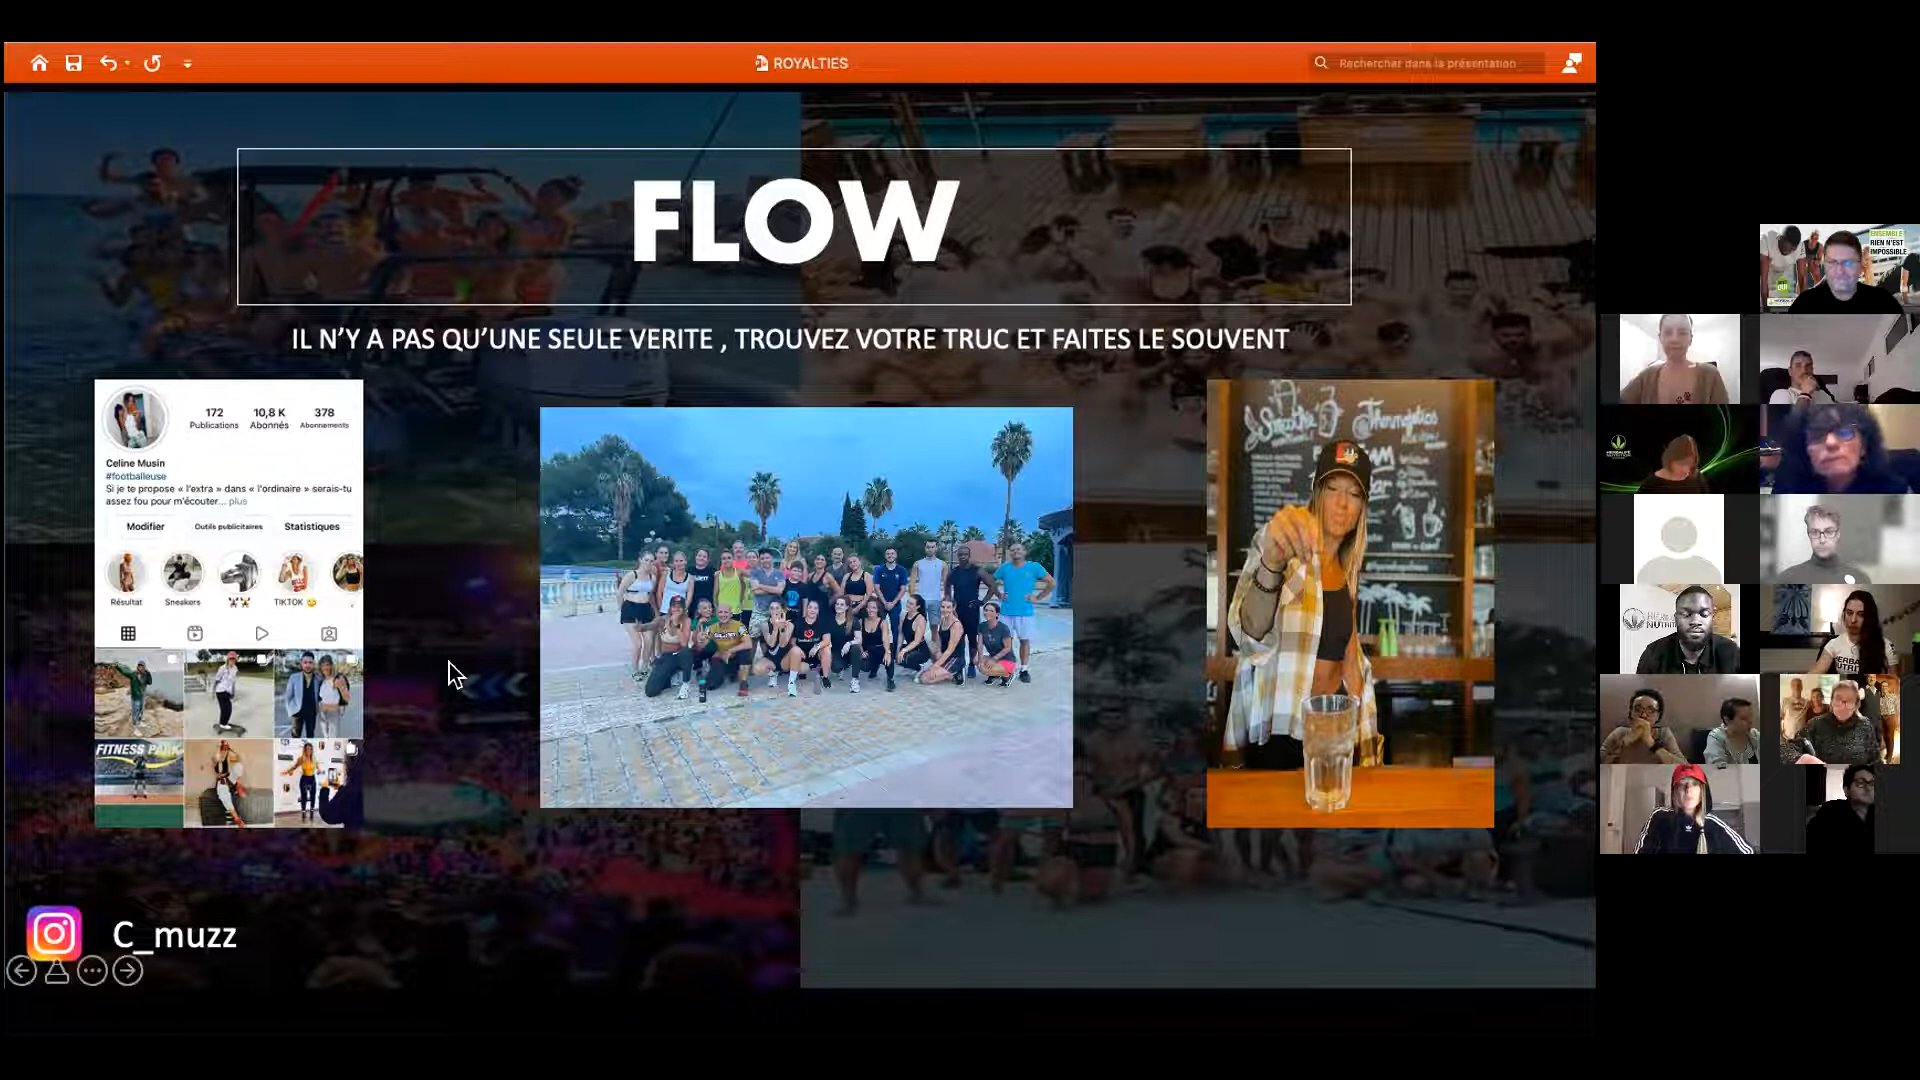 ROYALTIES
Rechercher dans la présentation
FLOW
IL N’Y A PAS QU’UNE SEULE VERITE , TROUVEZ VOTRE TRUC ET FAITES LE SOUVENT
172
10,8 K
378
Publications
Abonnés
Abonnements
Celine Musin
#footballeuse
Si je te propose « l'extra » dans « l'ordinaire » serais-tu
assez fou pour m'écouter... plus
Modifier
Outils publicitaires
Statistiques
Résultat
Sneakers
TIKTOK
FITNESS PARK
Smoothie
@Thermojetics
C_muzz
ENSEMBLE
RIEN N'EST
IMPOSSIBLE